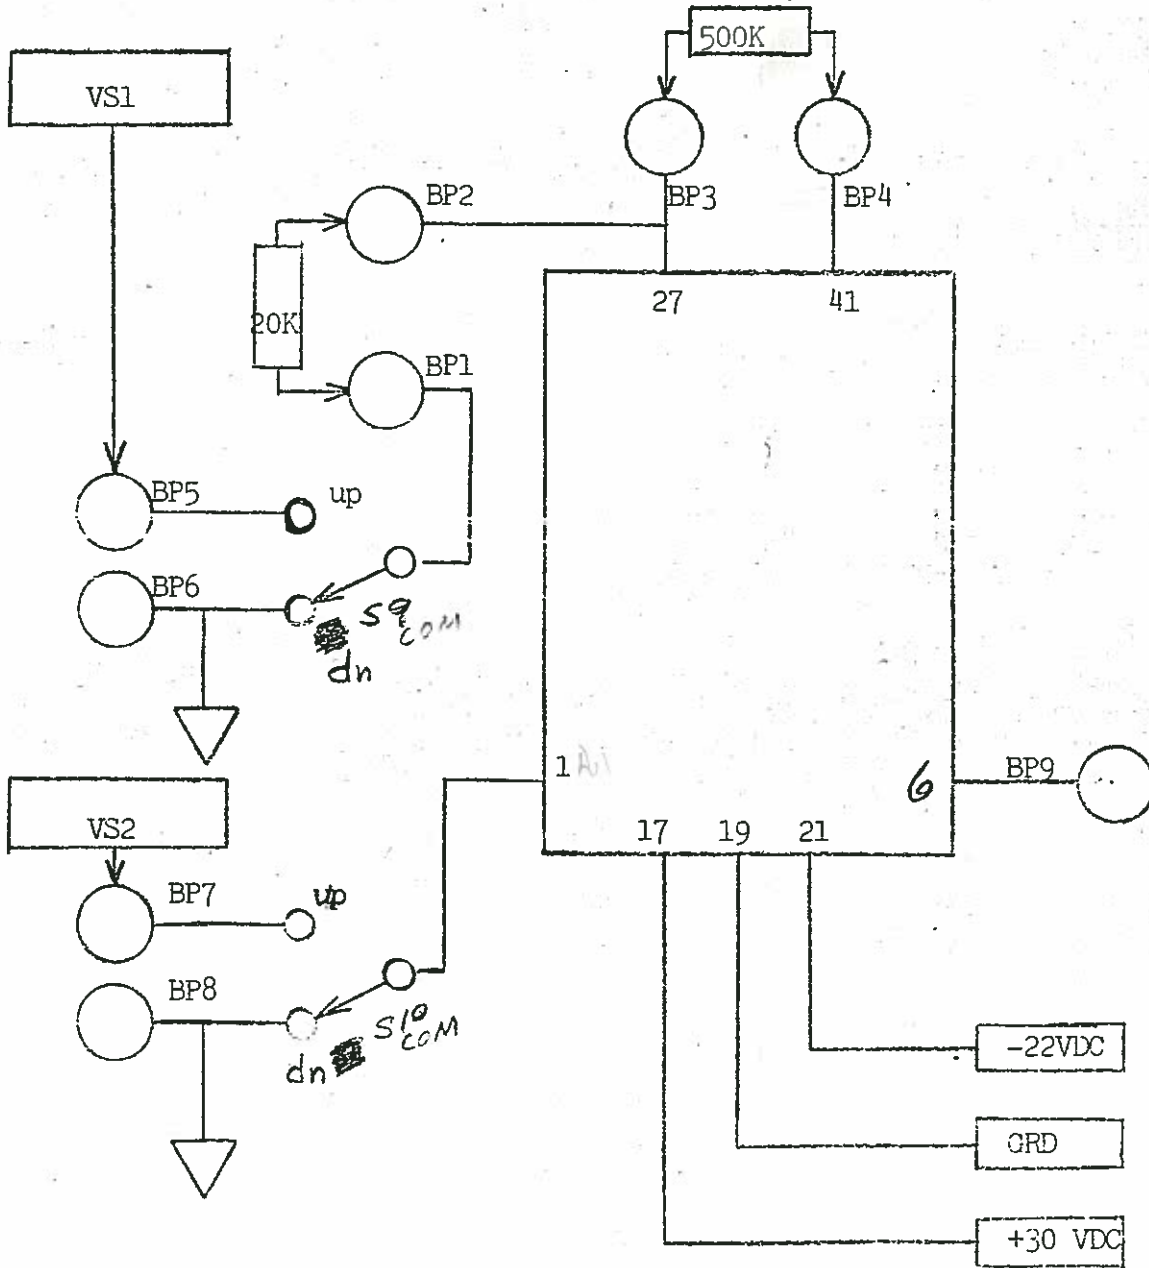 500K
VS1
BP2
BP3
BP4
27
41
20K
BP1
BP5
up
BP6
S9
COM
dn
1
6
BP9
VS2
17
19
21
BP7
up
BP8
S10
COM
dn
-22VDC
GRD
+30 VDC